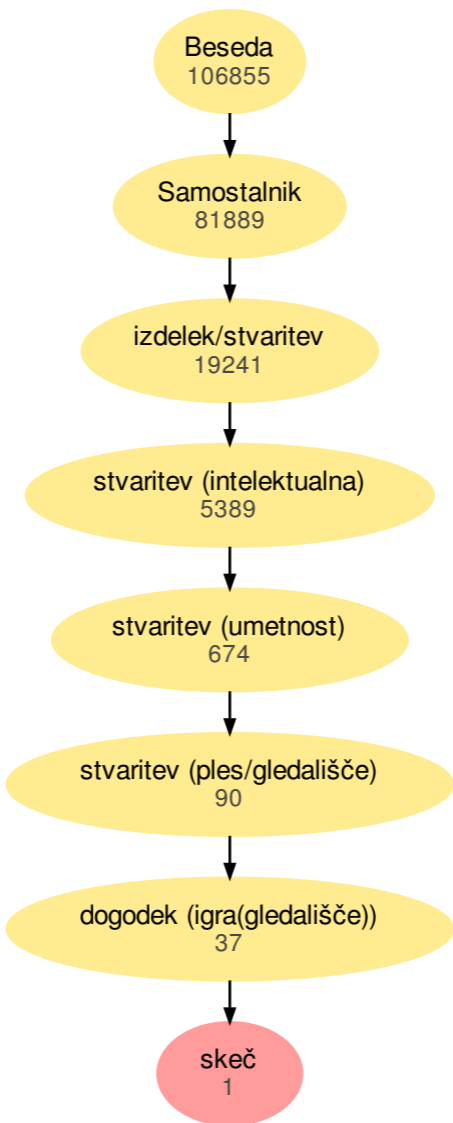 Beseda
106855
Samostalnik
81889
izdelek/stvaritev
19241
stvaritev (intelektualna)
5389
stvaritev (umetnost)
674
stvaritev (ples/gledališče)
90
dogodek (igra(gledališče))
37
skeč
1